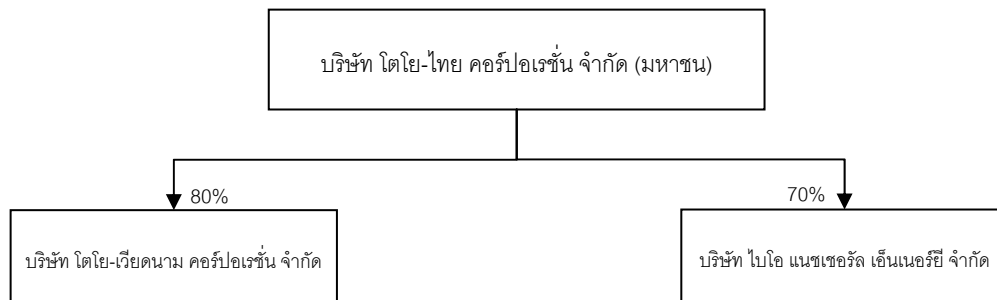 บริษัท โตโย-ไทย คอร์ปอเรชั่น จำกัด (มหาชน)
80%
70%
บริษัท โตโย-เวียดนาม คอร์ปอเรชั่น จำกัด
บริษัท ไบโอ แนชเชอรัล เอ็นเนอร์ยี จำกัด